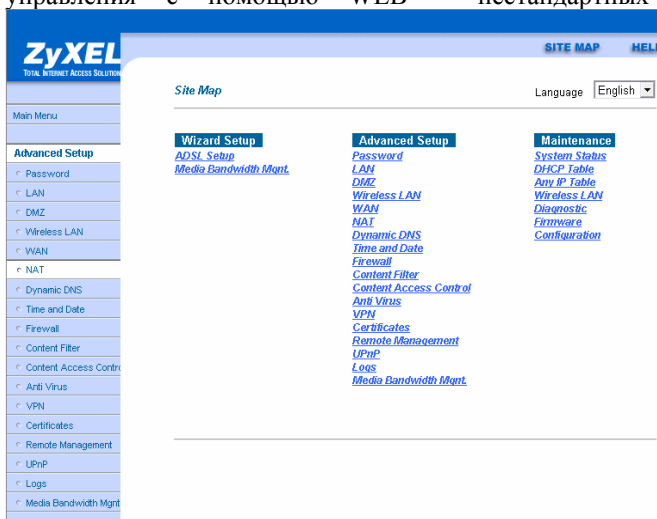 управления с помощью WEB нестандартных
ZyXEL
TOTAL INTERNET ACCESS SOLUTION
SITE MAP
Site Map
Language English
Main Menu
Advanced Setup
Password
LAN
DMZ
Wireless LAN
WAN
NAT
Dynamic DNS
Time and Date
Firewall
Content Filter
Content Access Contro
Anti Virus
VPN
Certificates
Remote Management
UPnP
Logs
Media Bandwidth Mgnt
Wizard Setup
ADSL Setup
Media Bandwidth Mgnt.
Advanced Setup
Password
LAN
DMZ
Wireless LAN
WAN
NAT
Dynamic DNS
Time and Date
Firewall
Content Filter
Content Access Control
Anti Virus
VPN
Certificates
Remote Management
UPnP
Logs
Media Bandwidth Mgnt.
Maintenance
System Status
DHCP Table
Any IP Table
Wireless LAN
Diagnostic
Firmware
Configuration